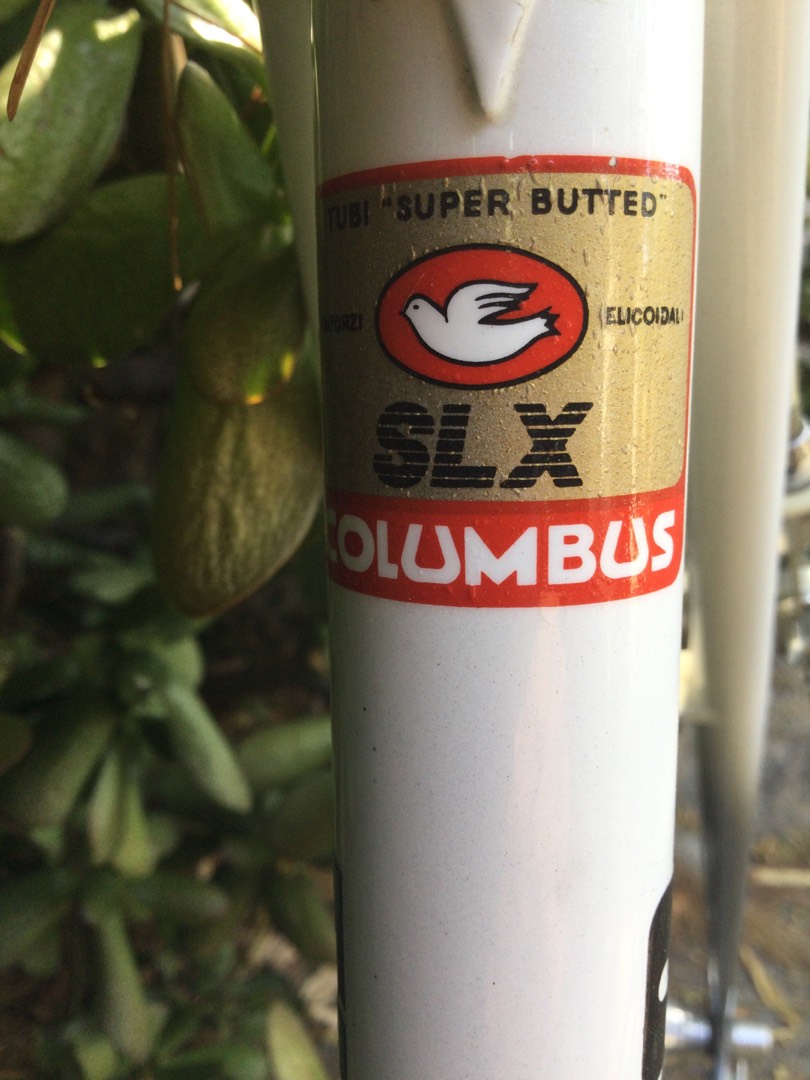 TUBI "SUPER BUTTED"
ELICOIDALI
SLX
COLUMBUS